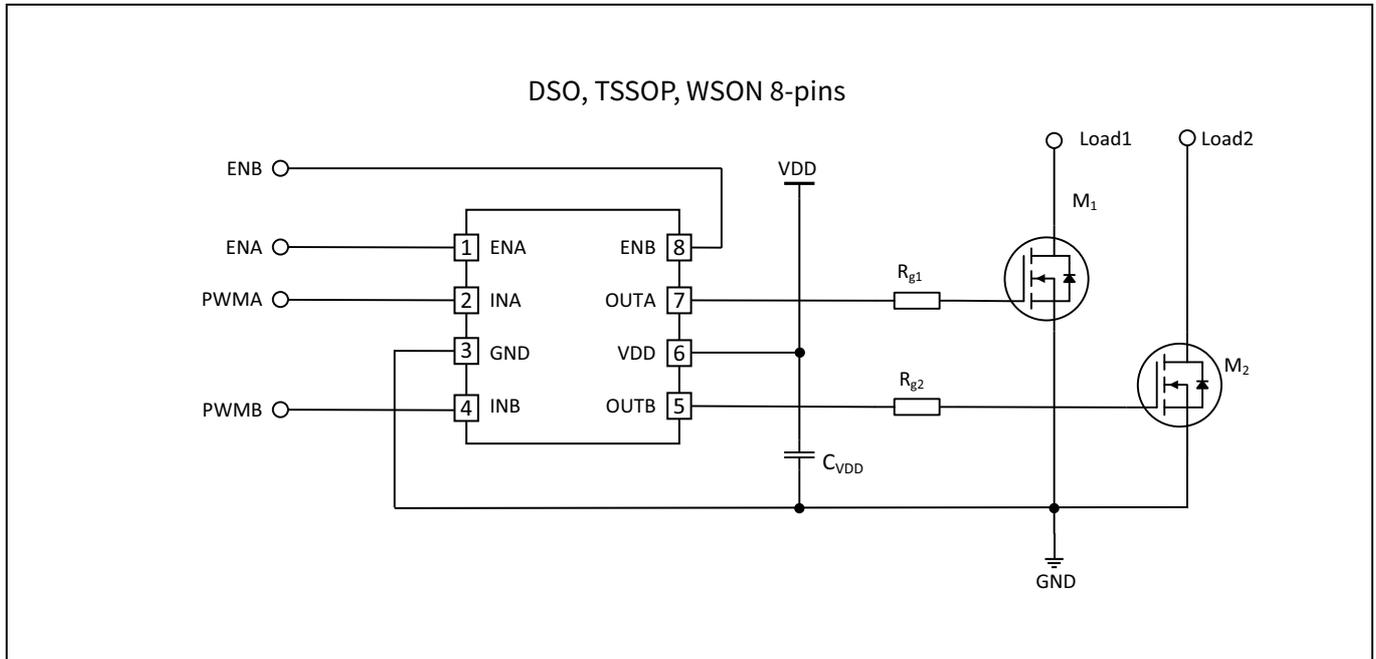 DSO, TSSOP, WSON 8-pins
Load1
Load2
ENB
VDD
M1
ENA
1
ENA
ENB
8
Rg1
PWMA
2
INA
OUTA
7
3
GND
VDD
6
M2
Rg2
PWMB
4
INB
OUTB
5
CVDD
GND